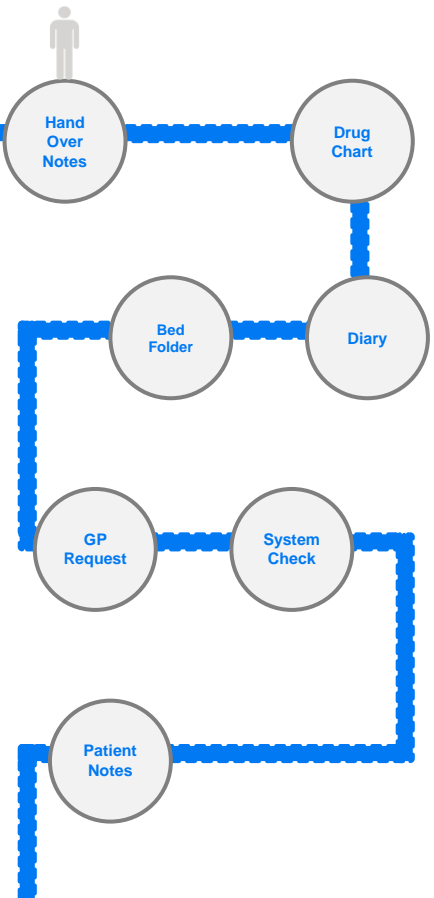 Hand
Over
Notes
Drug
Chart
Diary
Bed
Folder
GP
Request
System
Check
Patient
Notes